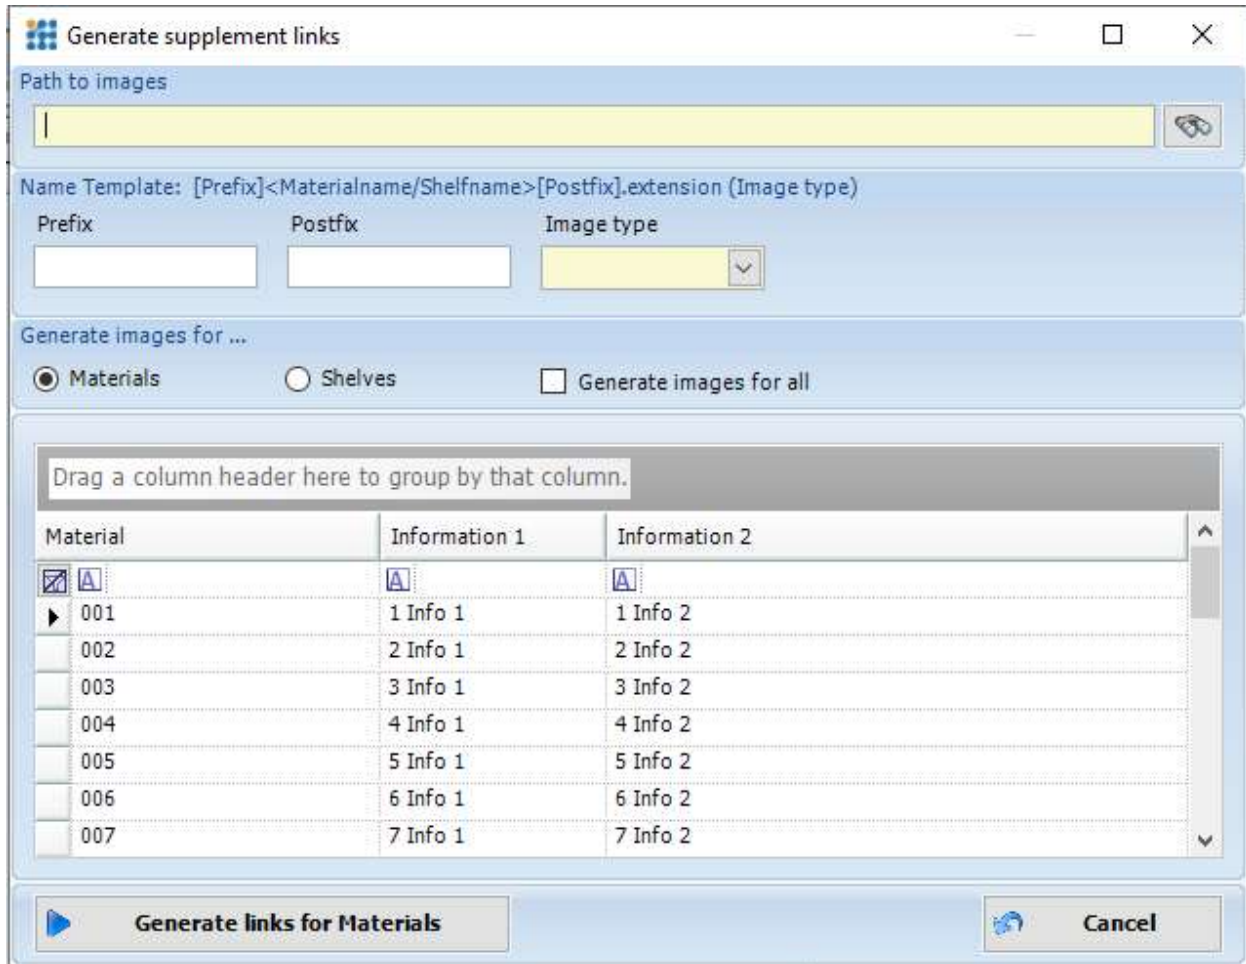 Generate supplement links
Path to images
Name Template: [Prefix]<Materialname/Shelfname>[Postfix].extension (Image type)
Prefix Postfix Image type
Generate images for ...
Materials Shelves Generate images for all
Drag a column header here to group by that column.
Material Information 1 Information 2
A A A
001 1 Info 1 1 Info 2
002 2 Info 1 2 Info 2
003 3 Info 1 3 Info 2
004 4 Info 1 4 Info 2
005 5 Info 1 5 Info 2
006 6 Info 1 6 Info 2
007 7 Info 1 7 Info 2
Generate links for Materials Cancel